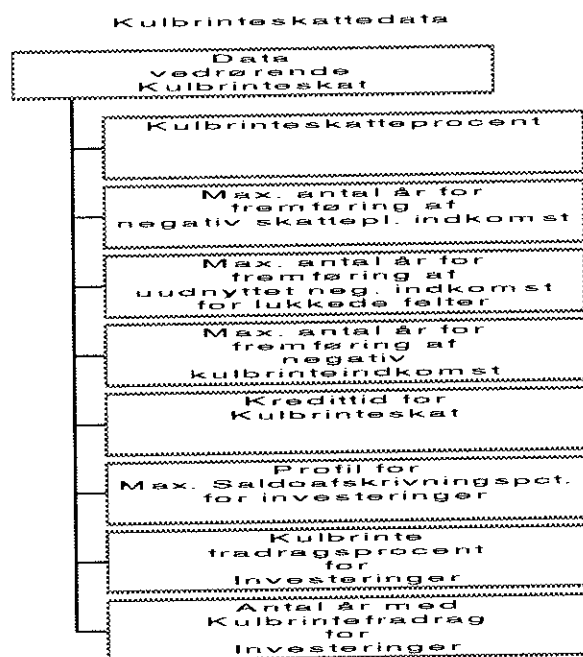 Kulbrinteskattedata
Data
vedrørende
Kulbrinteskat
Kulbrinteskatteprocent
Max. antal år for
fremføring af
negativ skattepl. indkomst
Max. antal år for
fremføring af
uudnyttet neg. indkomst
for lukkede felter
Max. antal år for
fremføring af
negativ
kulbrinteindkomst
Kredittid for
Kulbrinteskat
Profil for
Max. Saldoafskrivningspct.
for investeringer
Kulbrinte
fradragsprocent
for
Investeringer
Antal år med
Kulbrintefradrag
for
Investeringer